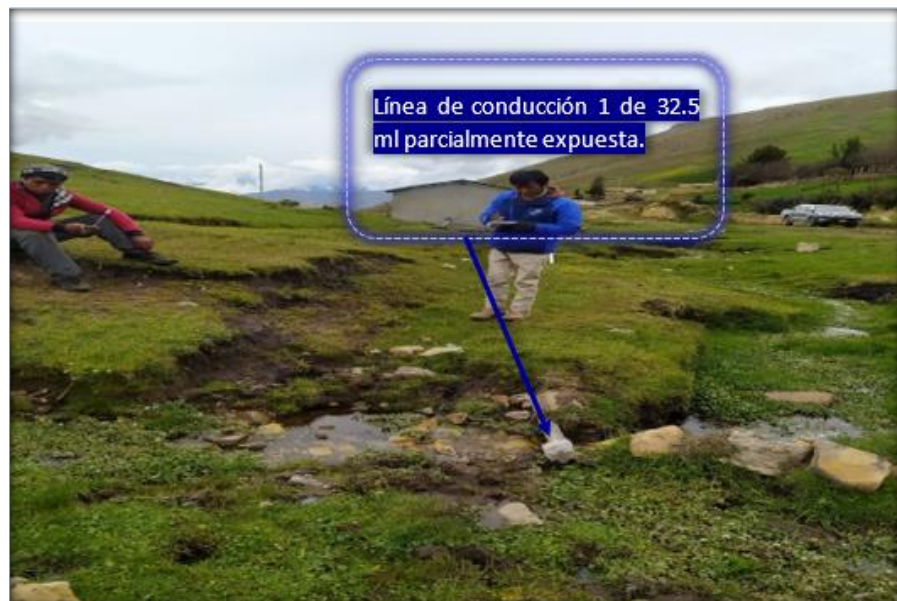 Línea de conducción 1 de 32.5
ml parcialmente expuesta.